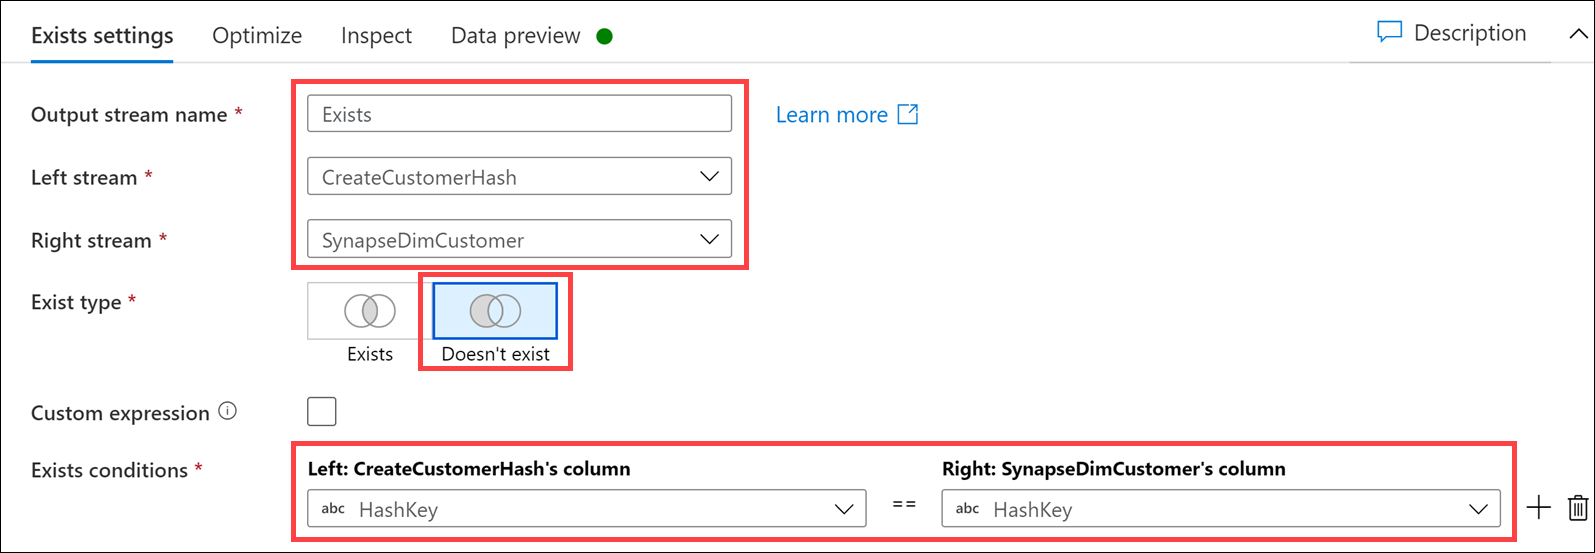 Exists settings Optimize Inspect Data preview Description
Output stream name * Exists Learn more
Left stream * CreateCustomerHash
Right stream * SynapseDimCustomer
Exist type *
Exists Doesn't exist
Custom expression
Exists conditions * Left: CreateCustomerHash's column Right: SynapseDimCustomer's column
abc HashKey == abc HashKey